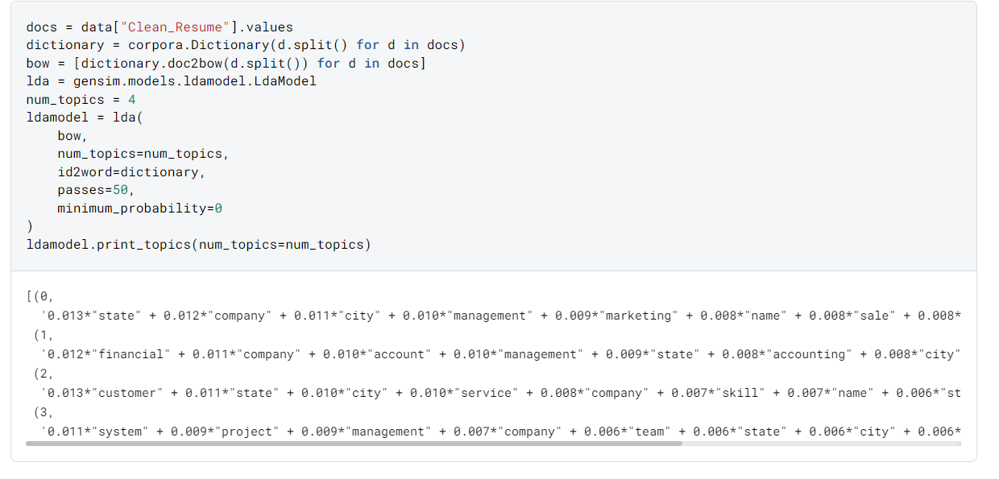 docs = data["Clean_Resume"].values
dictionary = corpora.Dictionary(d.split() for d in docs)
bow = [dictionary.doc2bow(d.split()) for d in docs]
lda = gensim.models.ldamodel.LdaModel
num_topics = 4
ldamodel = lda(
    bow,
    num_topics=num_topics,
    id2word=dictionary,
    passes=50,
    minimum_probability=0
)
ldamodel.print_topics(num_topics=num_topics)
[(0,
  '0.013*"state" + 0.012*"company" + 0.011*"city" + 0.010*"management" + 0.009*"marketing" + 0.008*"name" + 0.008*"sale" + 0.008*
 (1,
  '0.012*"financial" + 0.011*"company" + 0.010*"account" + 0.010*"management" + 0.009*"state" + 0.008*"accounting" + 0.008*"city"
 (2,
  '0.013*"customer" + 0.011*"state" + 0.010*"city" + 0.010*"service" + 0.008*"company" + 0.007*"skill" + 0.007*"name" + 0.006*"st
 (3,
  '0.011*"system" + 0.009*"project" + 0.009*"management" + 0.007*"company" + 0.006*"team" + 0.006*"state" + 0.006*"city" + 0.006*